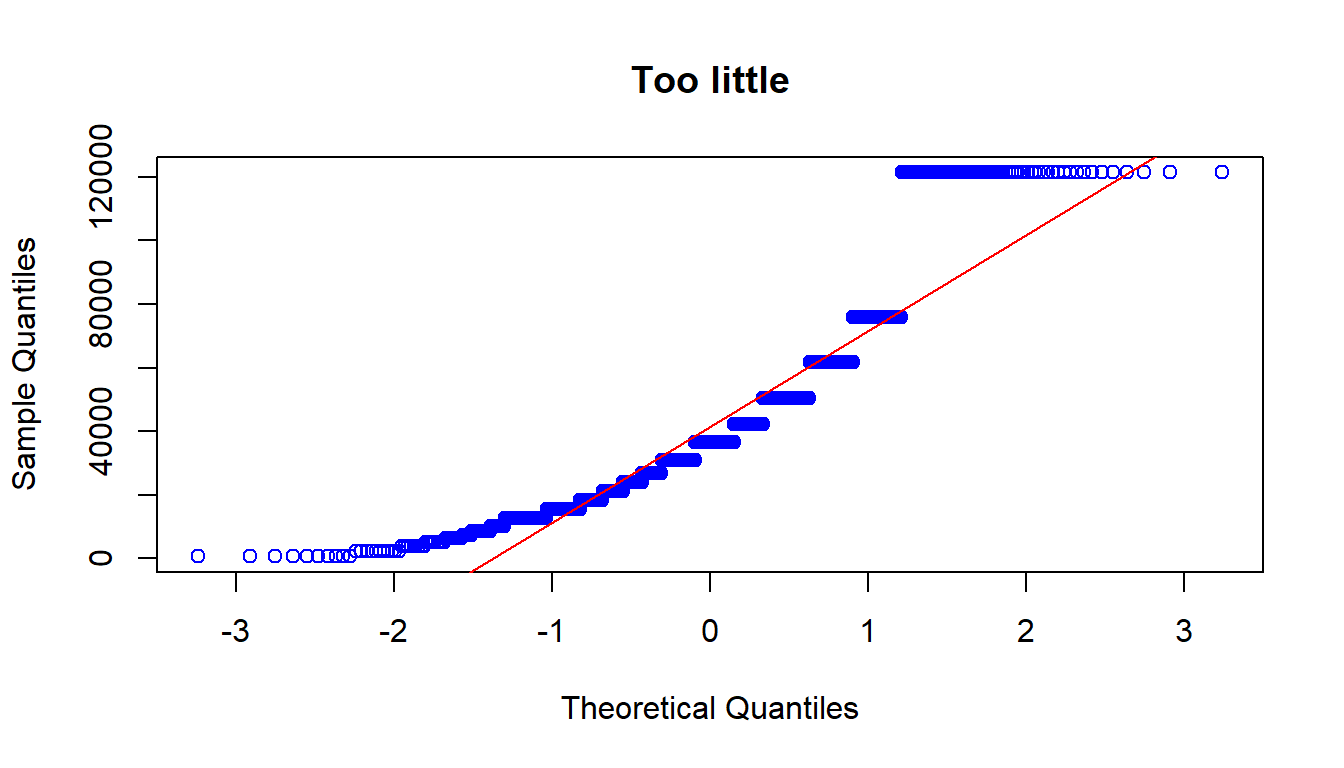 Too little
Sample Quantiles
120000
80000
40000
0
-3 -2 -1 0 1 2 3
Theoretical Quantiles